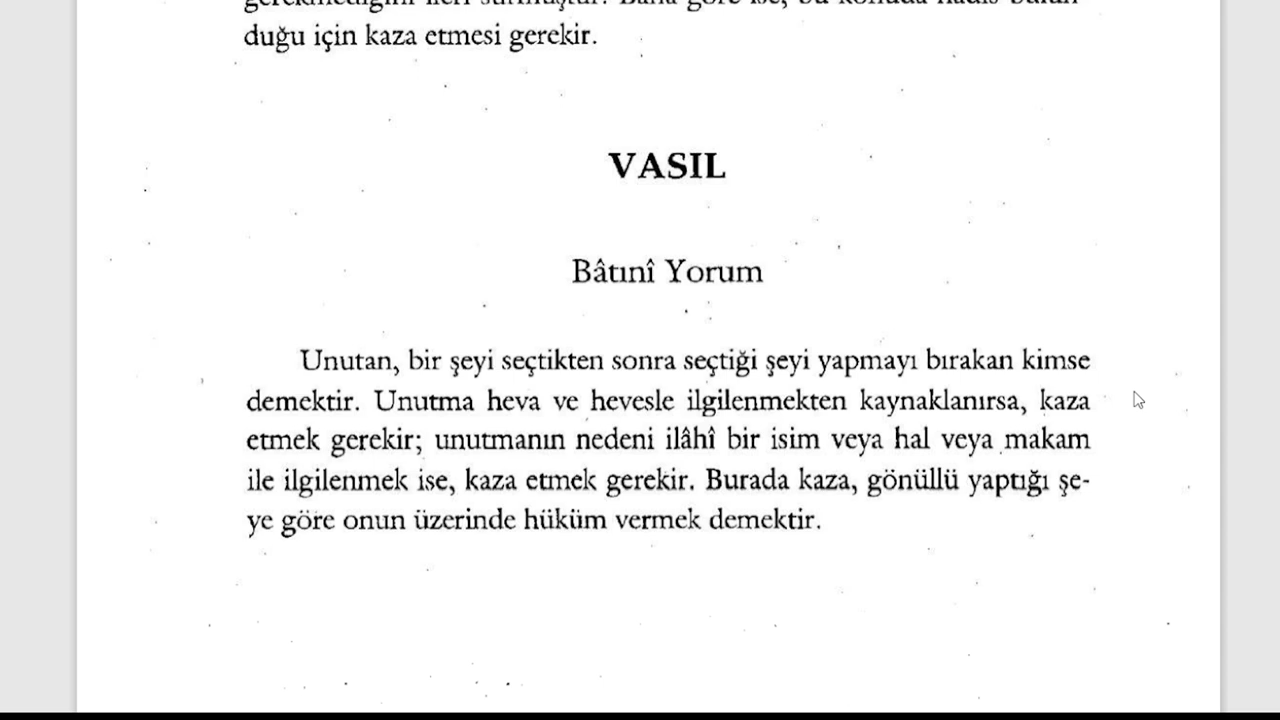 duğu için kaza etmesi gerekir.
VASIL
Bâtınî Yorum
Unutan, bir şeyi seçtikten sonra seçtiği şeyi yapmayı bırakan kimse
demektir. Unutma heva ve hevesle ilgilenmekten kaynaklanırsa, kaza
etmek gerekir; unutmanın nedeni ilâhî bir isim veya hal veya makam
ile ilgilenmek ise, kaza etmek gerekir. Burada kaza, gönüllü yaptığı şe-
ye göre onun üzerinde hüküm vermek demektir.